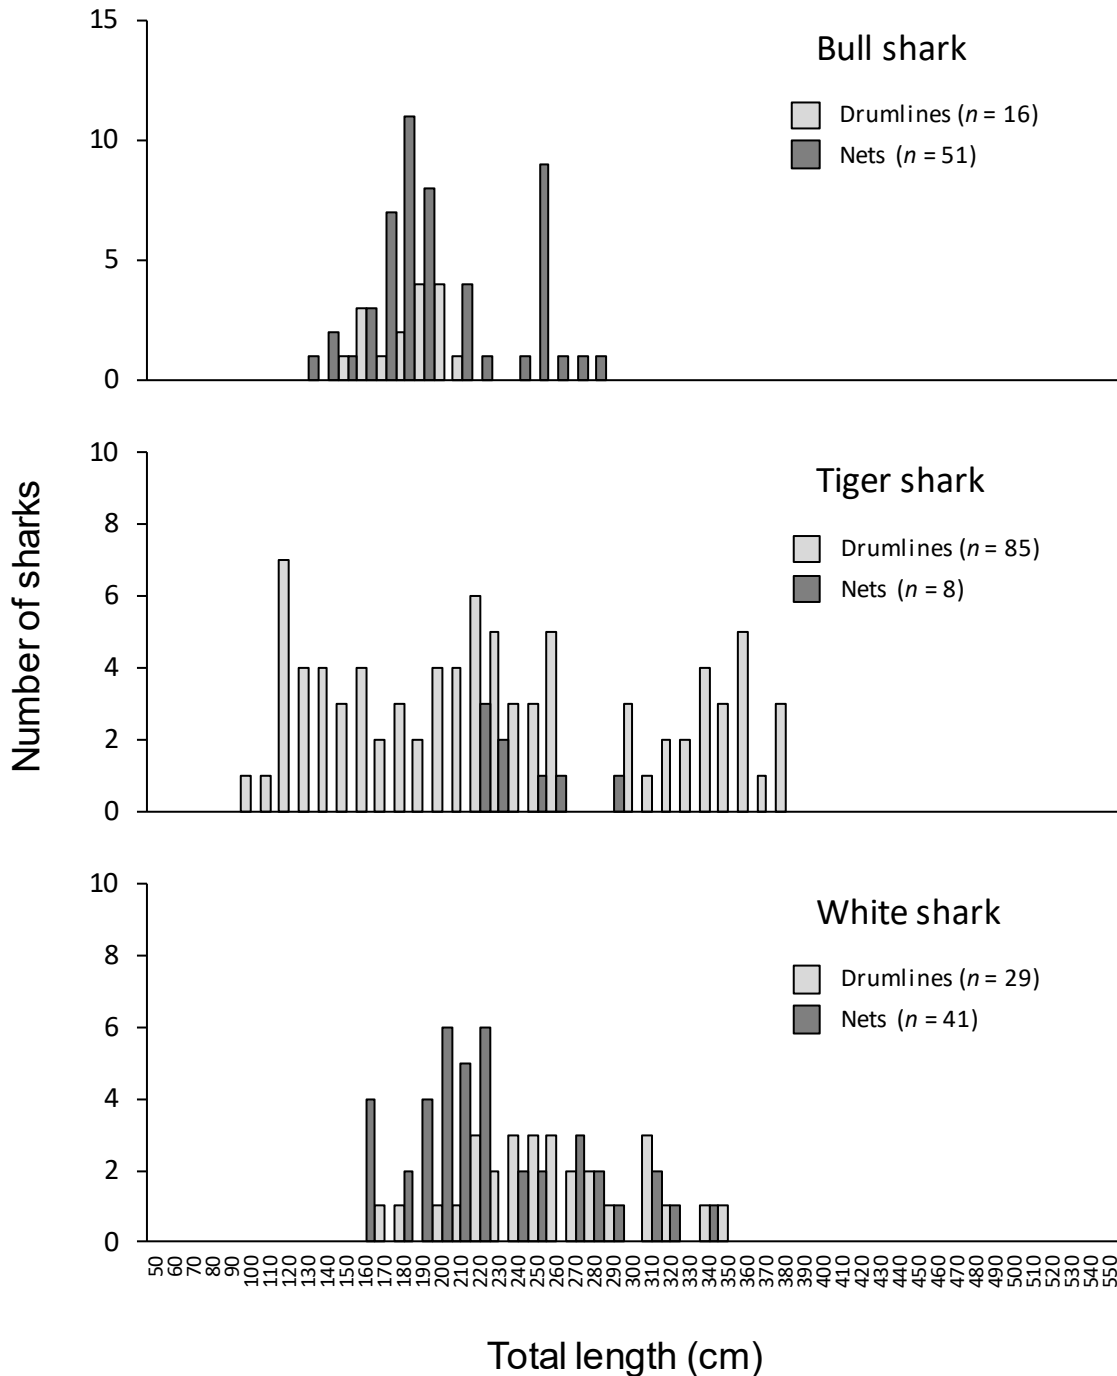 15
Bull shark
Drumlines (n = 16)
10
Nets (n = 51)
5
0
10
Tiger shark
8
Drumlines (n = 85)
Nets (n = 8)
6
4
2
0
Number of sharks
10
White shark
8
Drumlines (n = 29)
Nets (n = 41)
6
4
2
0
50 60 70 80 90 100 110 120 130 140 150 160 170 180 190 200 210 220 230 240 250 260 270 280 290 300 310 320 330 340 350 360 370 380 390 400 410 420 430 440 450 460 470 480 490 500 510 520 530 540 550
Total length (cm)